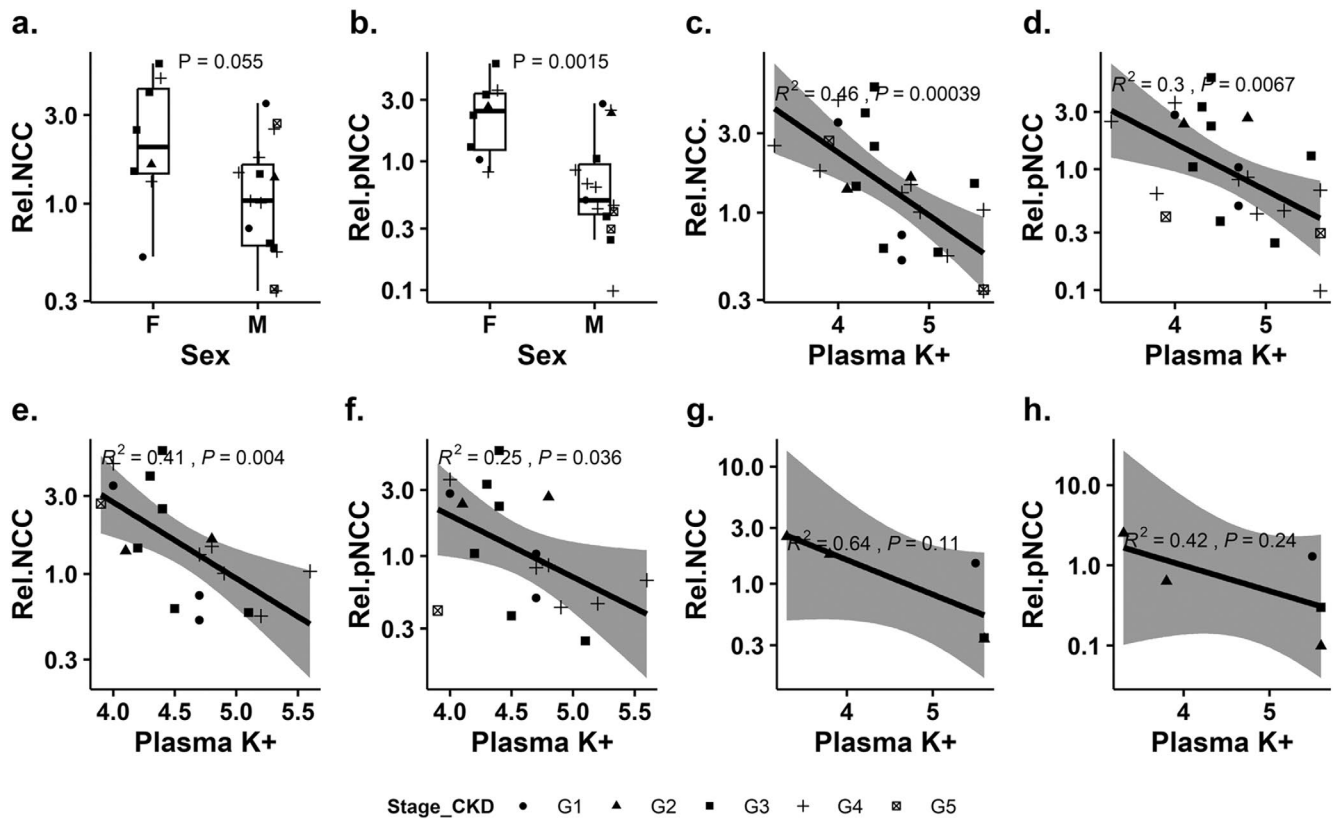 a.
P = 0.055
Rel.NCC
3.0
1.0
0.3
F M
Sex
b.
P = 0.0015
Rel.pNCC
3.0
1.0
0.3
0.1
F M
Sex
c.
R² = 0.46 , P = 0.00039
Rel.NCC.
3.0
1.0
0.3
4 5
Plasma K+
d.
R² = 0.3 , P = 0.0067
Rel.pNCC
3.0
1.0
0.3
0.1
4 5
Plasma K+
e.
R² = 0.41 , P = 0.004
Rel.NCC
3.0
1.0
0.3
4.0 4.5 5.0 5.5
Plasma K+
f.
R² = 0.25 , P = 0.036
Rel.pNCC
3.0
1.0
0.3
4.0 4.5 5.0 5.5
Plasma K+
g.
R² = 0.64 , P = 0.11
Rel.NCC
10.0
3.0
1.0
0.3
4 5
Plasma K+
h.
R² = 0.42 , P = 0.24
Rel.pNCC
10.0
1.0
0.1
4 5
Plasma K+
Stage_CKD G1 G2 G3 G4 G5